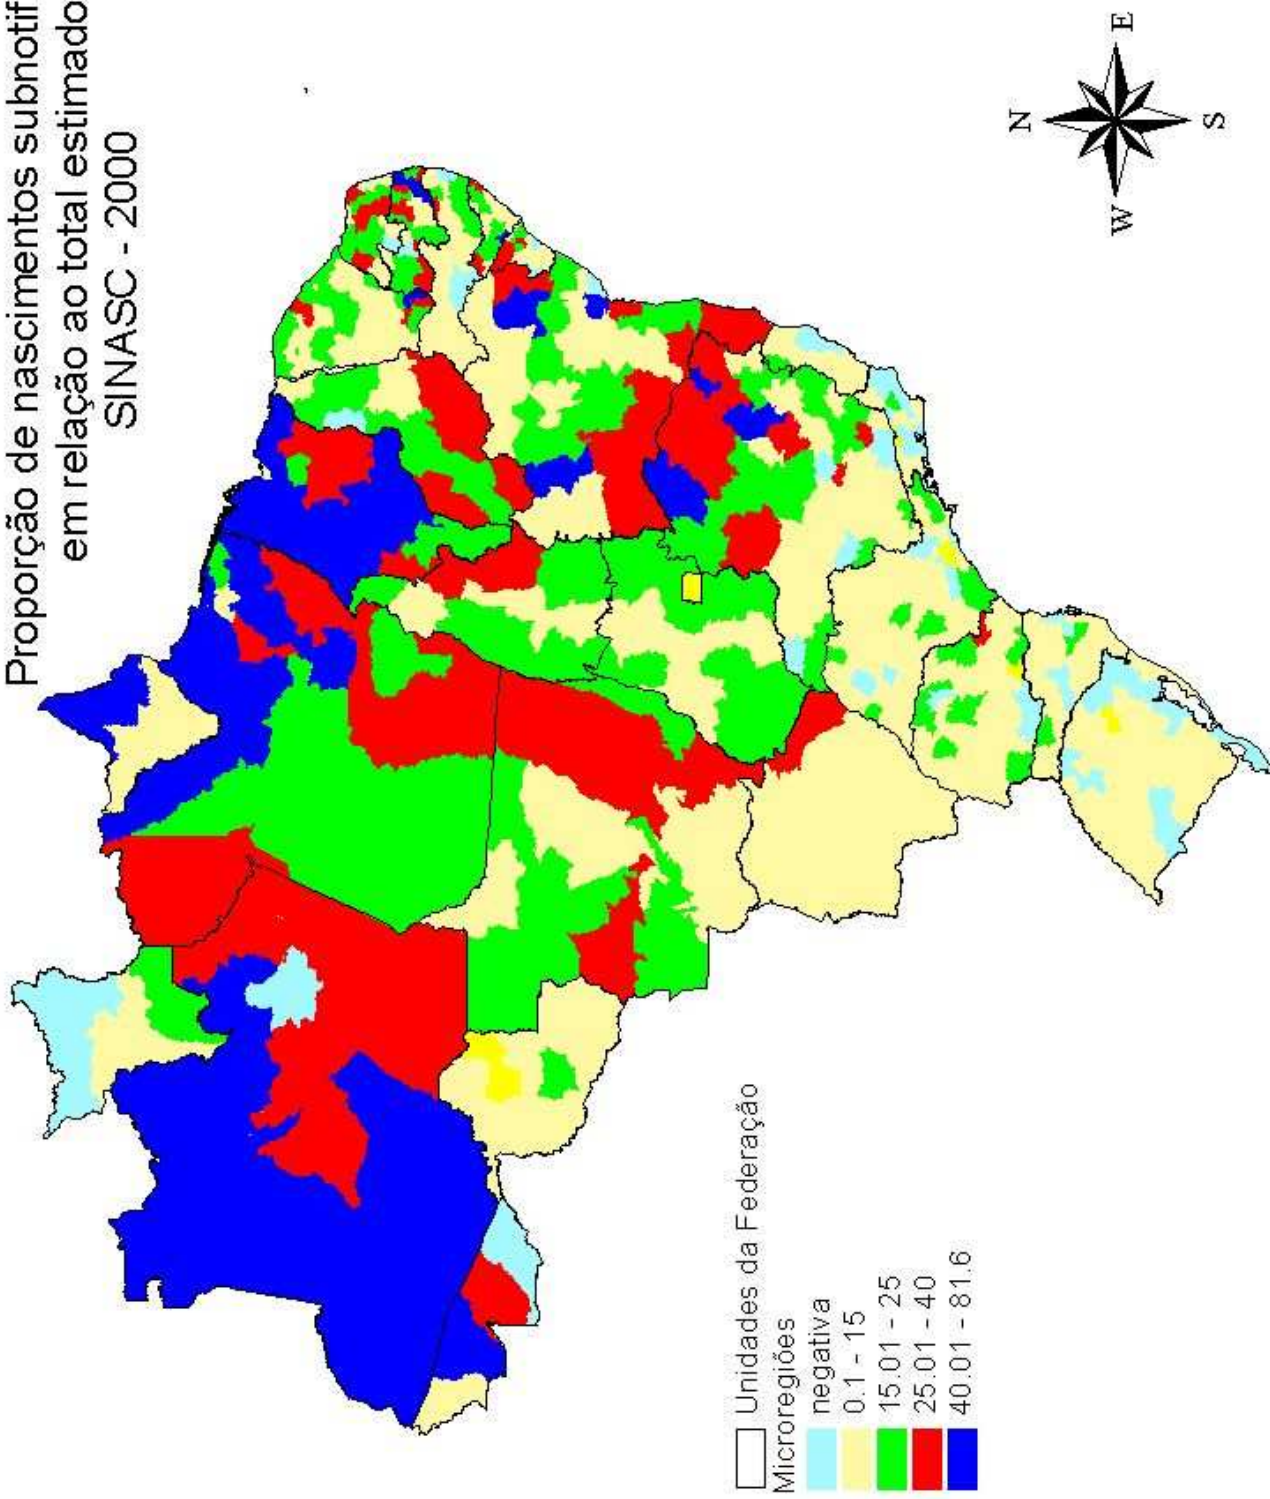 Proporção de nascimentos subnotif
em relação ao total estimado
SINASC - 2000
N
W
E
S
Unidades da Federação
Microregiões
negativa
0.1 - 15
15.01 - 25
25.01 - 40
40.01 - 81.6